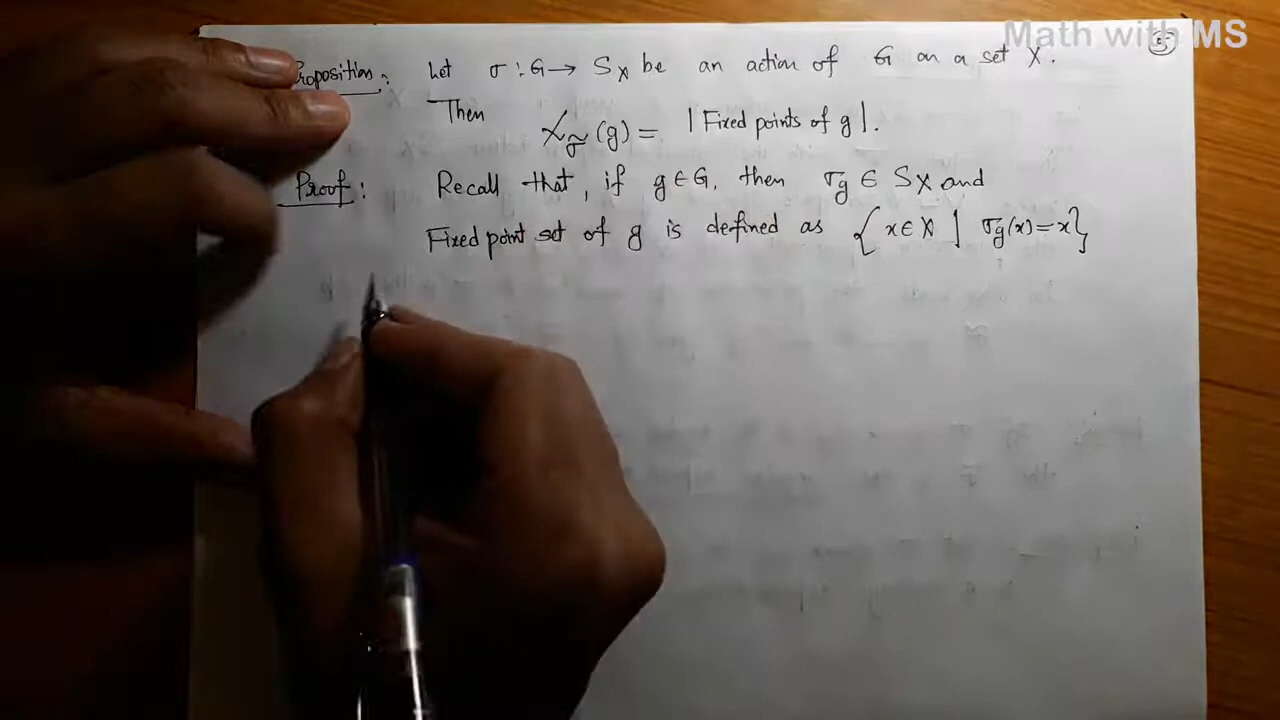 Math with MS
5
Proposition: Let σ : G → S_X be an action of G on a set X.
Then χ_σ̃ (g) = | Fixed points of g |.
Proof: Recall that, if g ∈ G, then σ_g ∈ S_X and
Fixed point set of g is defined as { x ∈ X | σ_g(x) = x}